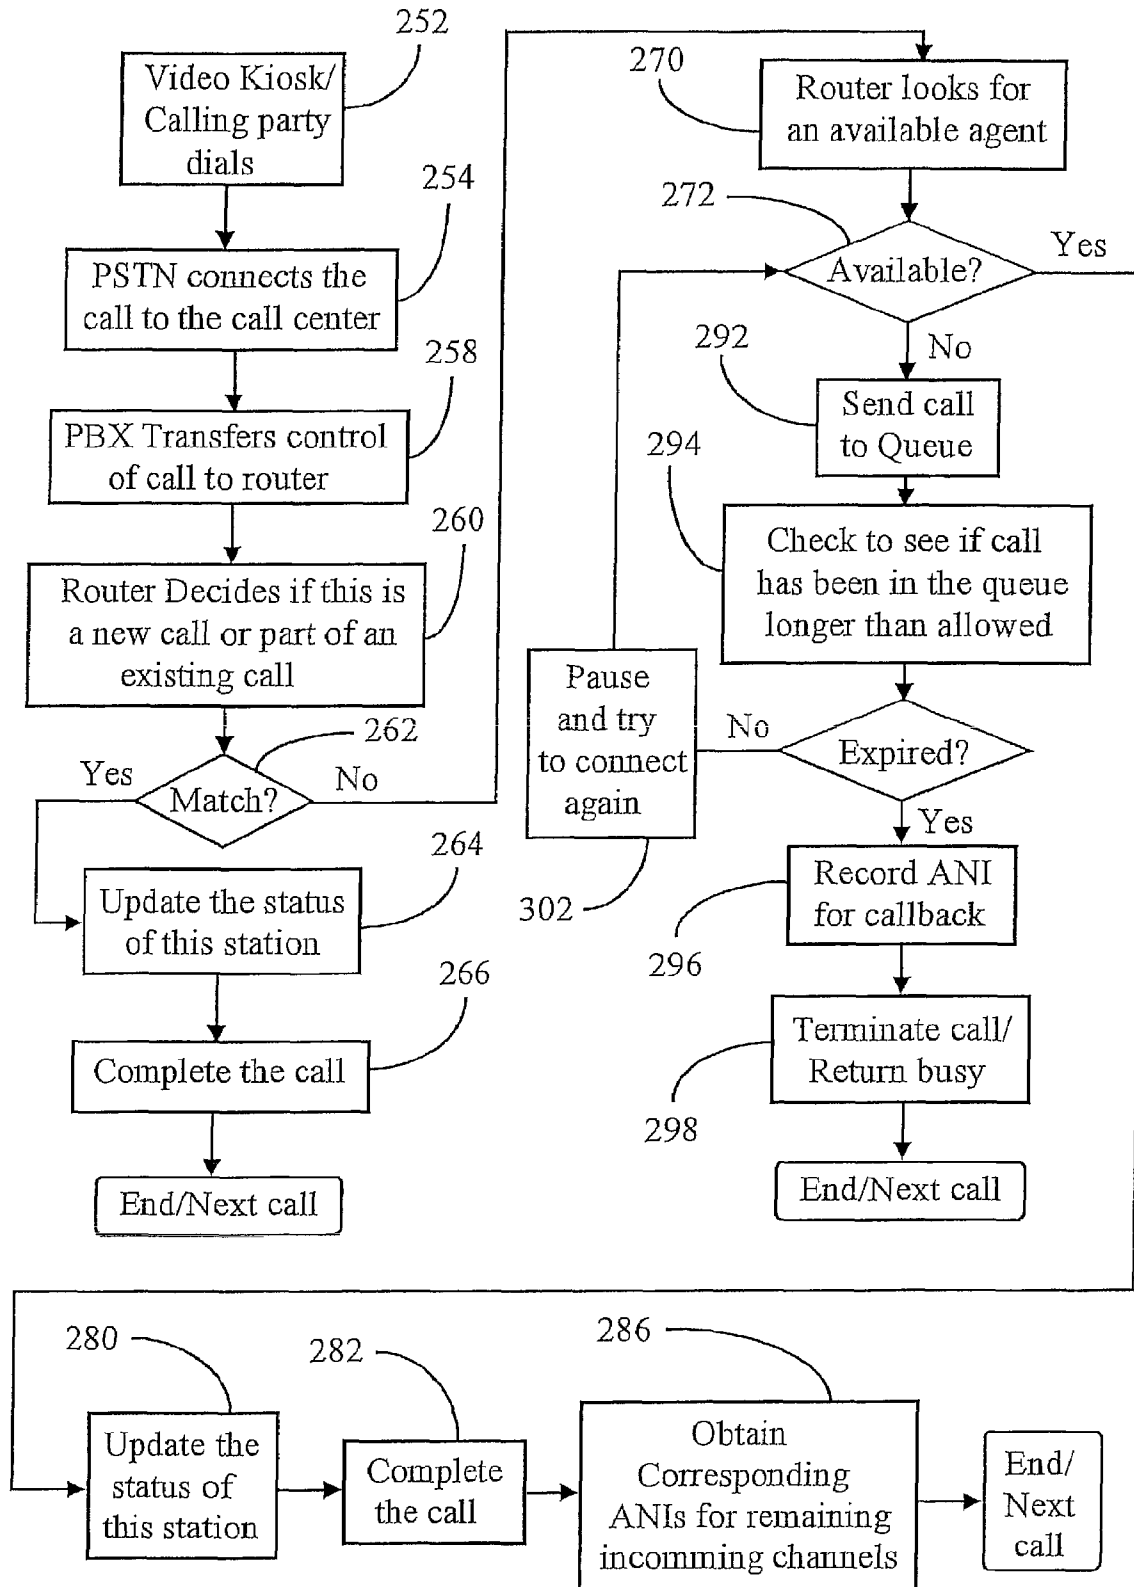 252
Video Kiosk/
Calling party
dials
254
PSTN connects the
call to the call center
258
PBX Transfers control
of call to router
260
Router Decides if this is
a new call or part of an
existing call
262
Yes
Match?
No
264
Update the status
of this station
266
Complete the call
End/Next call
270
Router looks for
an available agent
272
Available?
Yes
No
292
Send call
to Queue
294
Check to see if call
has been in the queue
longer than allowed
Expired?
No
Pause
and try
to connect
again
302
Yes
Record ANI
for callback
296
Terminate call/
Return busy
298
End/Next call
280
Update the
status of
this station
282
Complete
the call
286
Obtain
Corresponding
ANIs for remaining
incomming channels
End/
Next
call